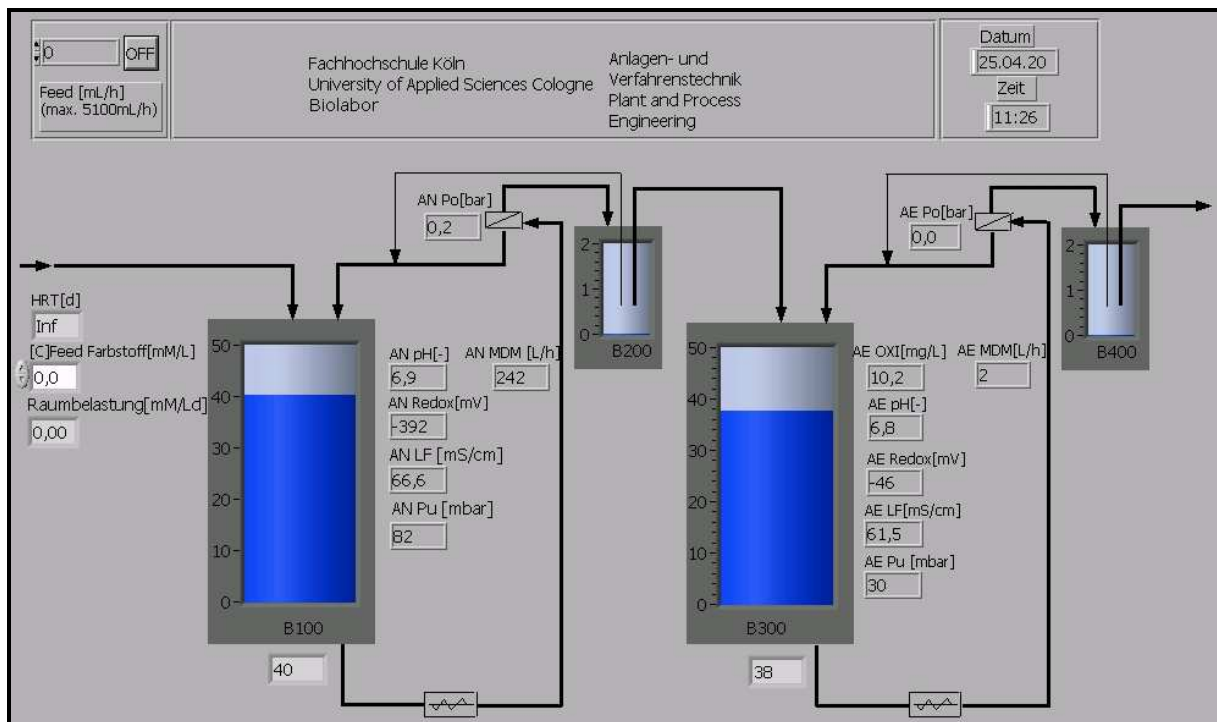 0
OFF
Feed [mL/h]
(max. 5100mL/h)
Fachhochschule Köln
University of Applied Sciences Cologne
Biolabor
Anlagen- und
Verfahrenstechnik
Plant and Process
Engineering
Datum
25.04.20
Zeit
11:26
HRT[d]
Inf
[C]Feed Farbstoff[mM/L]
0,0
Raumbelastung[mM/Ld]
0,00
50
40
30
20
10
0
B100
40
AN Po[bar]
0,2
AN pH[-]
6,9
AN MDM [L/h]
242
AN Redox[mV]
-392
AN LF [mS/cm]
66,6
AN Pu [mbar]
82
2
1
0
B200
50
40
30
20
10
0
B300
38
AE Po[bar]
0,0
AE OXI[mg/L]
10,2
AE MDM[L/h]
2
AE pH[-]
6,8
AE Redox[mV]
-46
AE LF[mS/cm]
61,5
AE Pu [mbar]
30
2
1
0
B400